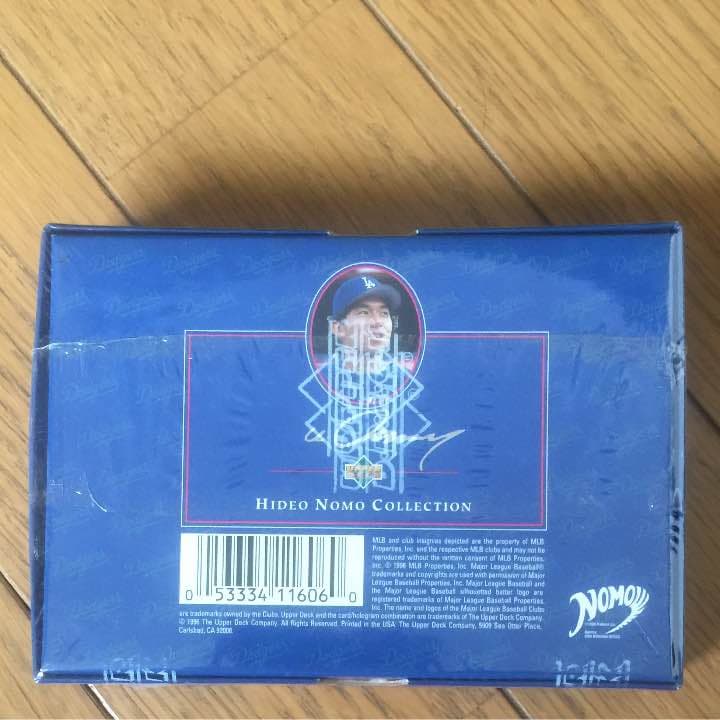 LA
HIDEO NOMO COLLECTION
0 53334 11606 0
MLB and club insignias depicted are the property of MLB
Properties, Inc. and the respective MLB clubs and may not be
reproduced without the written consent of MLB Properties,
Inc. © 1996 MLB Properties, Inc. Major League Baseball®
trademarks and copyrights are used with permission of Major
League Baseball Properties, Inc. Major League Baseball and
the Major League Baseball silhouetted batter logo are
registered trademarks of Major League Baseball Properties,
Inc. The name and logos of the Major League Baseball Clubs
are trademarks owned by the Clubs. Upper Deck and the card/hologram combination are trademarks of The Upper Deck Company.
© 1996 The Upper Deck Company. All Rights Reserved. Printed in the USA. The Upper Deck Company, 5909 Sea Otter Place,
Carlsbad, CA 92008.
NOMO